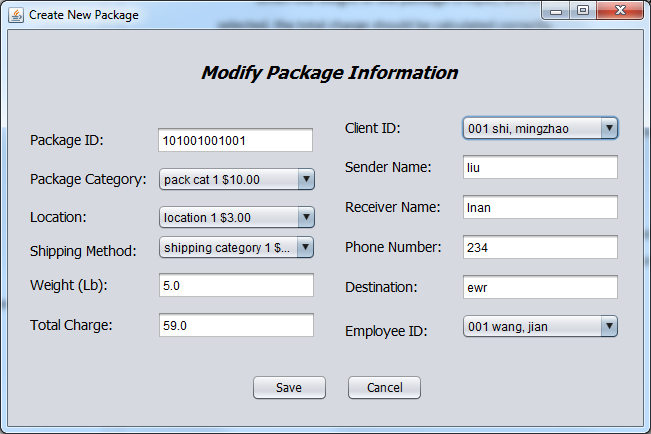 Create New Package
Modify Package Information
Package ID: 101001001001
Package Category: pack cat 1 $10.00
Location: location 1 $3.00
Shipping Method: shipping category 1 $...
Weight (Lb): 5.0
Total Charge: 59.0
Client ID: 001 shi, mingzhao
Sender Name: liu
Receiver Name: lnan
Phone Number: 234
Destination: ewr
Employee ID: 001 wang, jian
Save Cancel